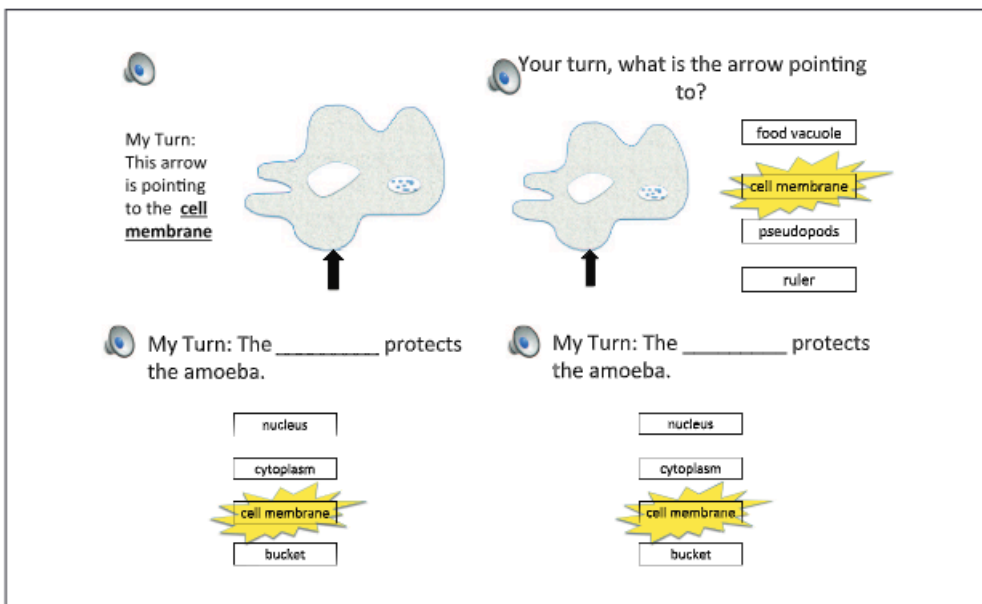 My Turn:
This arrow
is pointing
to the cell
membrane
Your turn, what is the arrow pointing
to?
food vacuole
cell membrane
pseudopods
ruler
My Turn: The __________ protects
the amoeba.
nucleus
cytoplasm
cell membrane
bucket
My Turn: The __________ protects
the amoeba.
nucleus
cytoplasm
cell membrane
bucket